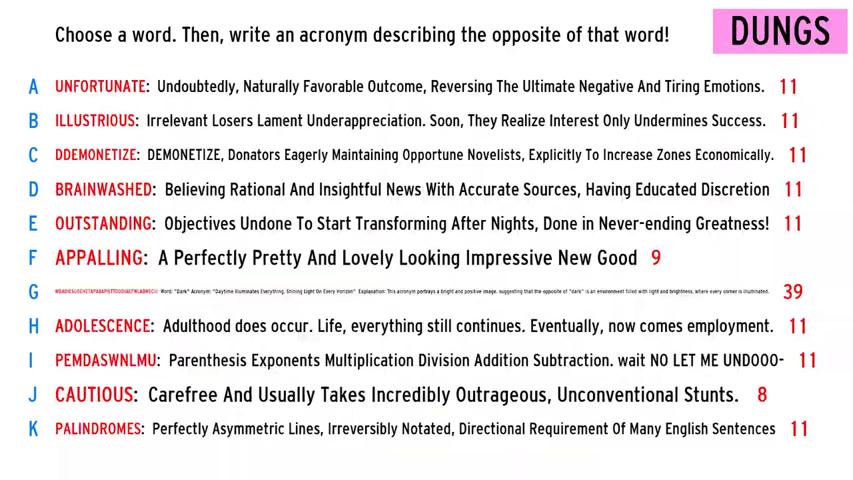 Choose a word. Then, write an acronym describing the opposite of that word!
DUNGS
A UNFORTUNATE: Undoubtedly, Naturally Favorable Outcome, Reversing The Ultimate Negative And Tiring Emotions. 11
B ILLUSTRIOUS: Irrelevant Losers Lament Underappreciation. Soon, They Realize Interest Only Undermines Success. 11
C DDEMONETIZE: DEMONETIZE, Donators Eagerly Maintaining Opportune Novelists, Explicitly To Increase Zones Economically. 11
D BRAINWASHED: Believing Rational And Insightful News With Accurate Sources, Having Educated Discretion 11
E OUTSTANDING: Objectives Undone To Start Transforming After Nights, Done in Never-ending Greatness! 11
F APPALLING: A Perfectly Pretty And Lovely Looking Impressive New Good 9
G Word: "Dark" Acronym: "Daytime Illuminates Everything, Shining Light On Every Horizon" Explanation: This acronym portrays a bright and positive image, suggesting that the opposite of "dark" is an environment filled with light and brightness, where every corner is illuminated. 39
H ADOLESCENCE: Adulthood does occur. Life, everything still continues. Eventually, now comes employment. 11
I PEMDASWNLMU: Parenthesis Exponents Multiplication Division Addition Subtraction. wait NO LET ME UNDOOO- 11
J CAUTIOUS: Carefree And Usually Takes Incredibly Outrageous, Unconventional Stunts. 8
K PALINDROMES: Perfectly Asymmetric Lines, Irreversibly Notated, Directional Requirement Of Many English Sentences 11